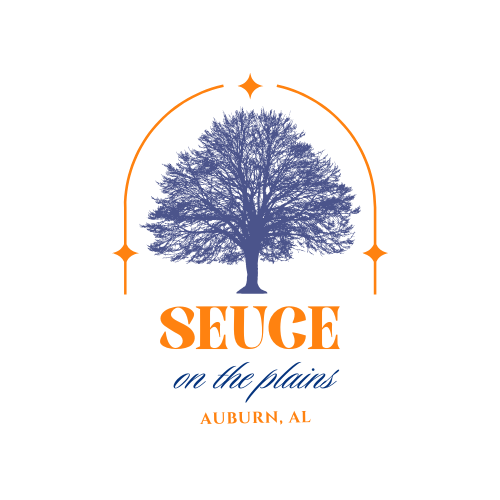 SEUCE
on the plains
AUBURN, AL